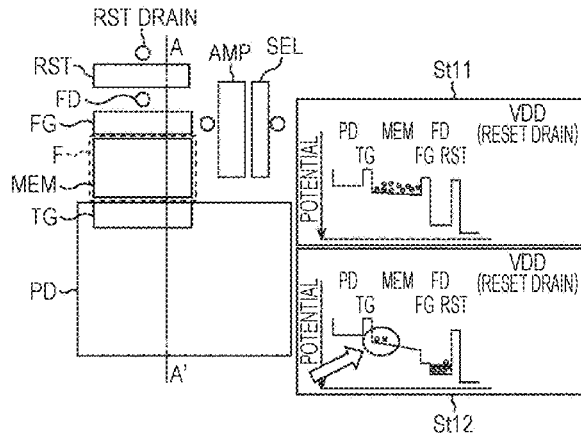 RST DRAIN
A
RST
AMP
SEL
FD
FG
F
MEM
TG
PD
A'
St11
VDD
(RESET DRAIN)
PD MEM FD
TG FG RST
POTENTIAL
VDD
(RESET DRAIN)
PD MEM FD
TG FG RST
POTENTIAL
St12